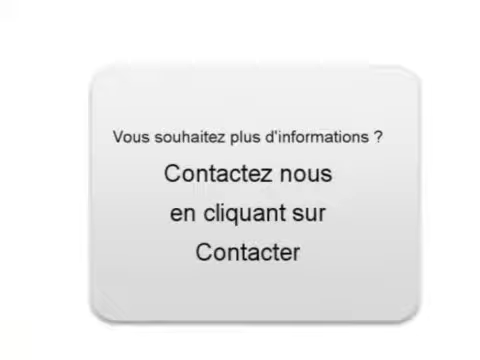 Vous souhaitez plus d'informations ?
Contactez nous
en cliquant sur
Contacter